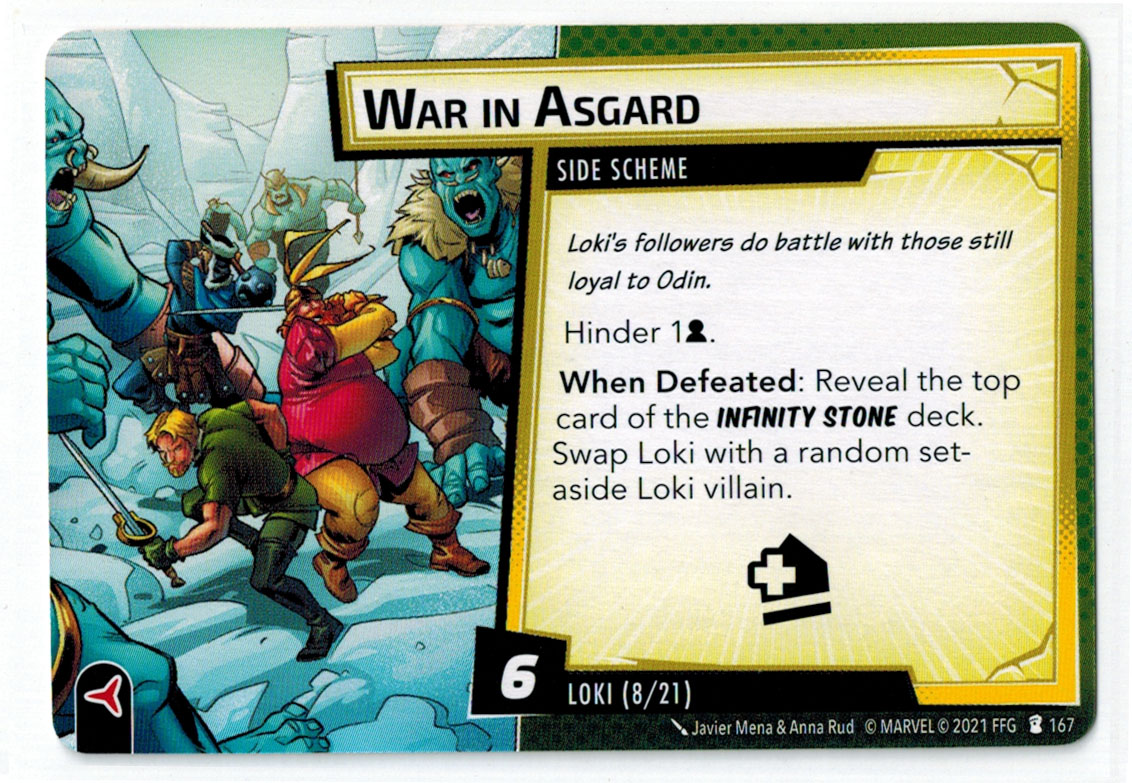 WAR IN ASGARD
SIDE SCHEME
Loki's followers do battle with those still
loyal to Odin.
Hinder 1.
When Defeated: Reveal the top
card of the INFINITY STONE deck.
Swap Loki with a random set-
aside Loki villain.
6
LOKI (8/21)
Javier Mena & Anna Rud © MARVEL © 2021 FFG 167